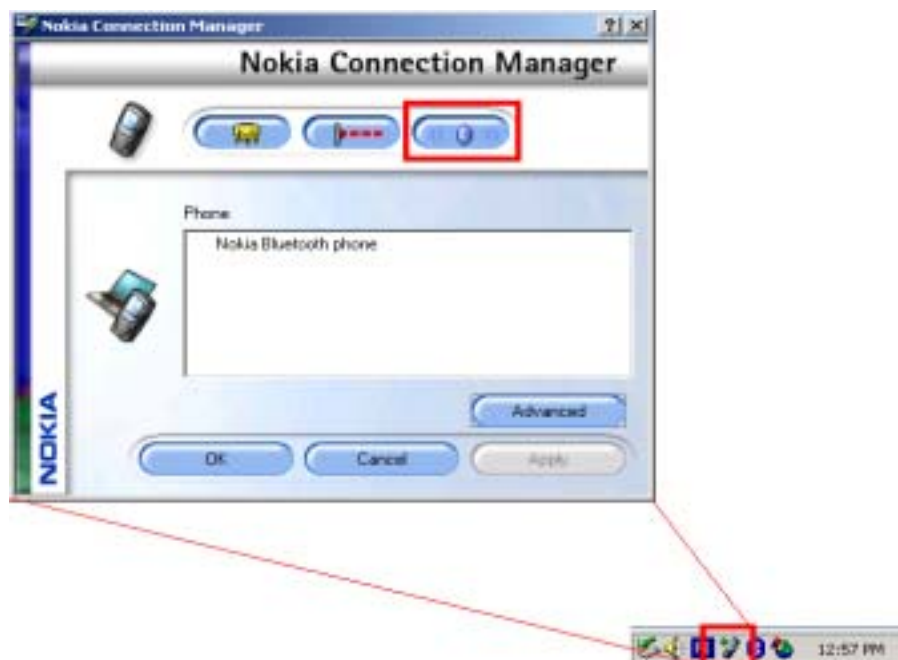 Nokia Connection Manager
Nokia Connection Manager
Phone
Nokia Bluetooth phone
Advanced
OK
Cancel
Apply
NOKIA
12:57 PM